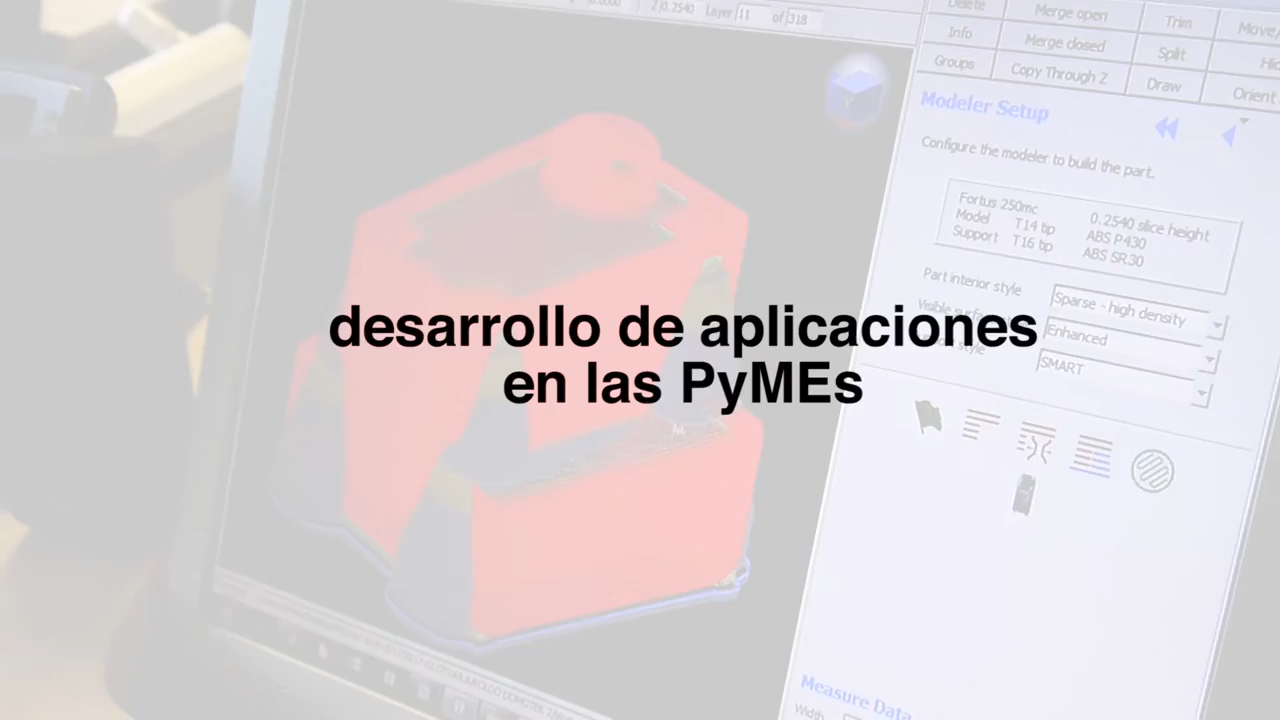 Z 0.2540 Layer 11 of 318
Delete Merge open Trim
Info Merge closed Split
Groups Copy Through Z Draw Orient
Modeler Setup
Configure the modeler to build the part.
Fortus 250mc 0.2540 slice height
Model T14 tip ABS P430
Support T16 tip ABS SR30
Part interior style Sparse - high density
Enhanced
style SMART
desarrollo de aplicaciones
en las PyMEs
Measure Data
Width